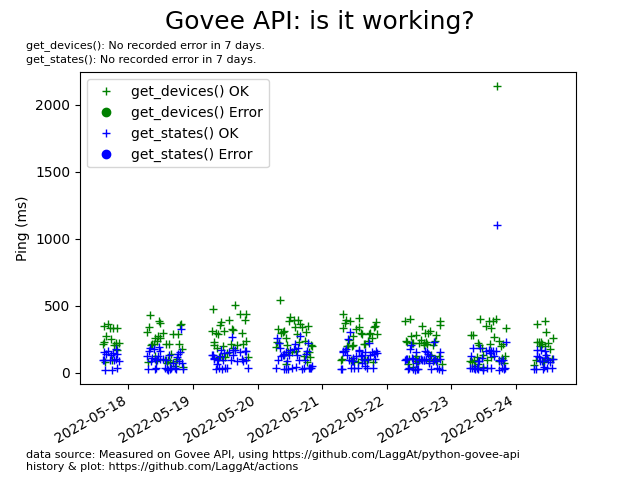 Govee API: is it working?
get_devices(): No recorded error in 7 days.
get_states(): No recorded error in 7 days.
get_devices() OK
get_devices() Error
get_states() OK
get_states() Error
Ping (ms)
2000
1500
1000
500
0
2022-05-18
2022-05-19
2022-05-20
2022-05-21
2022-05-22
2022-05-23
2022-05-24
data source: Measured on Govee API, using https://github.com/LaggAt/python-govee-api
history & plot: https://github.com/LaggAt/actions